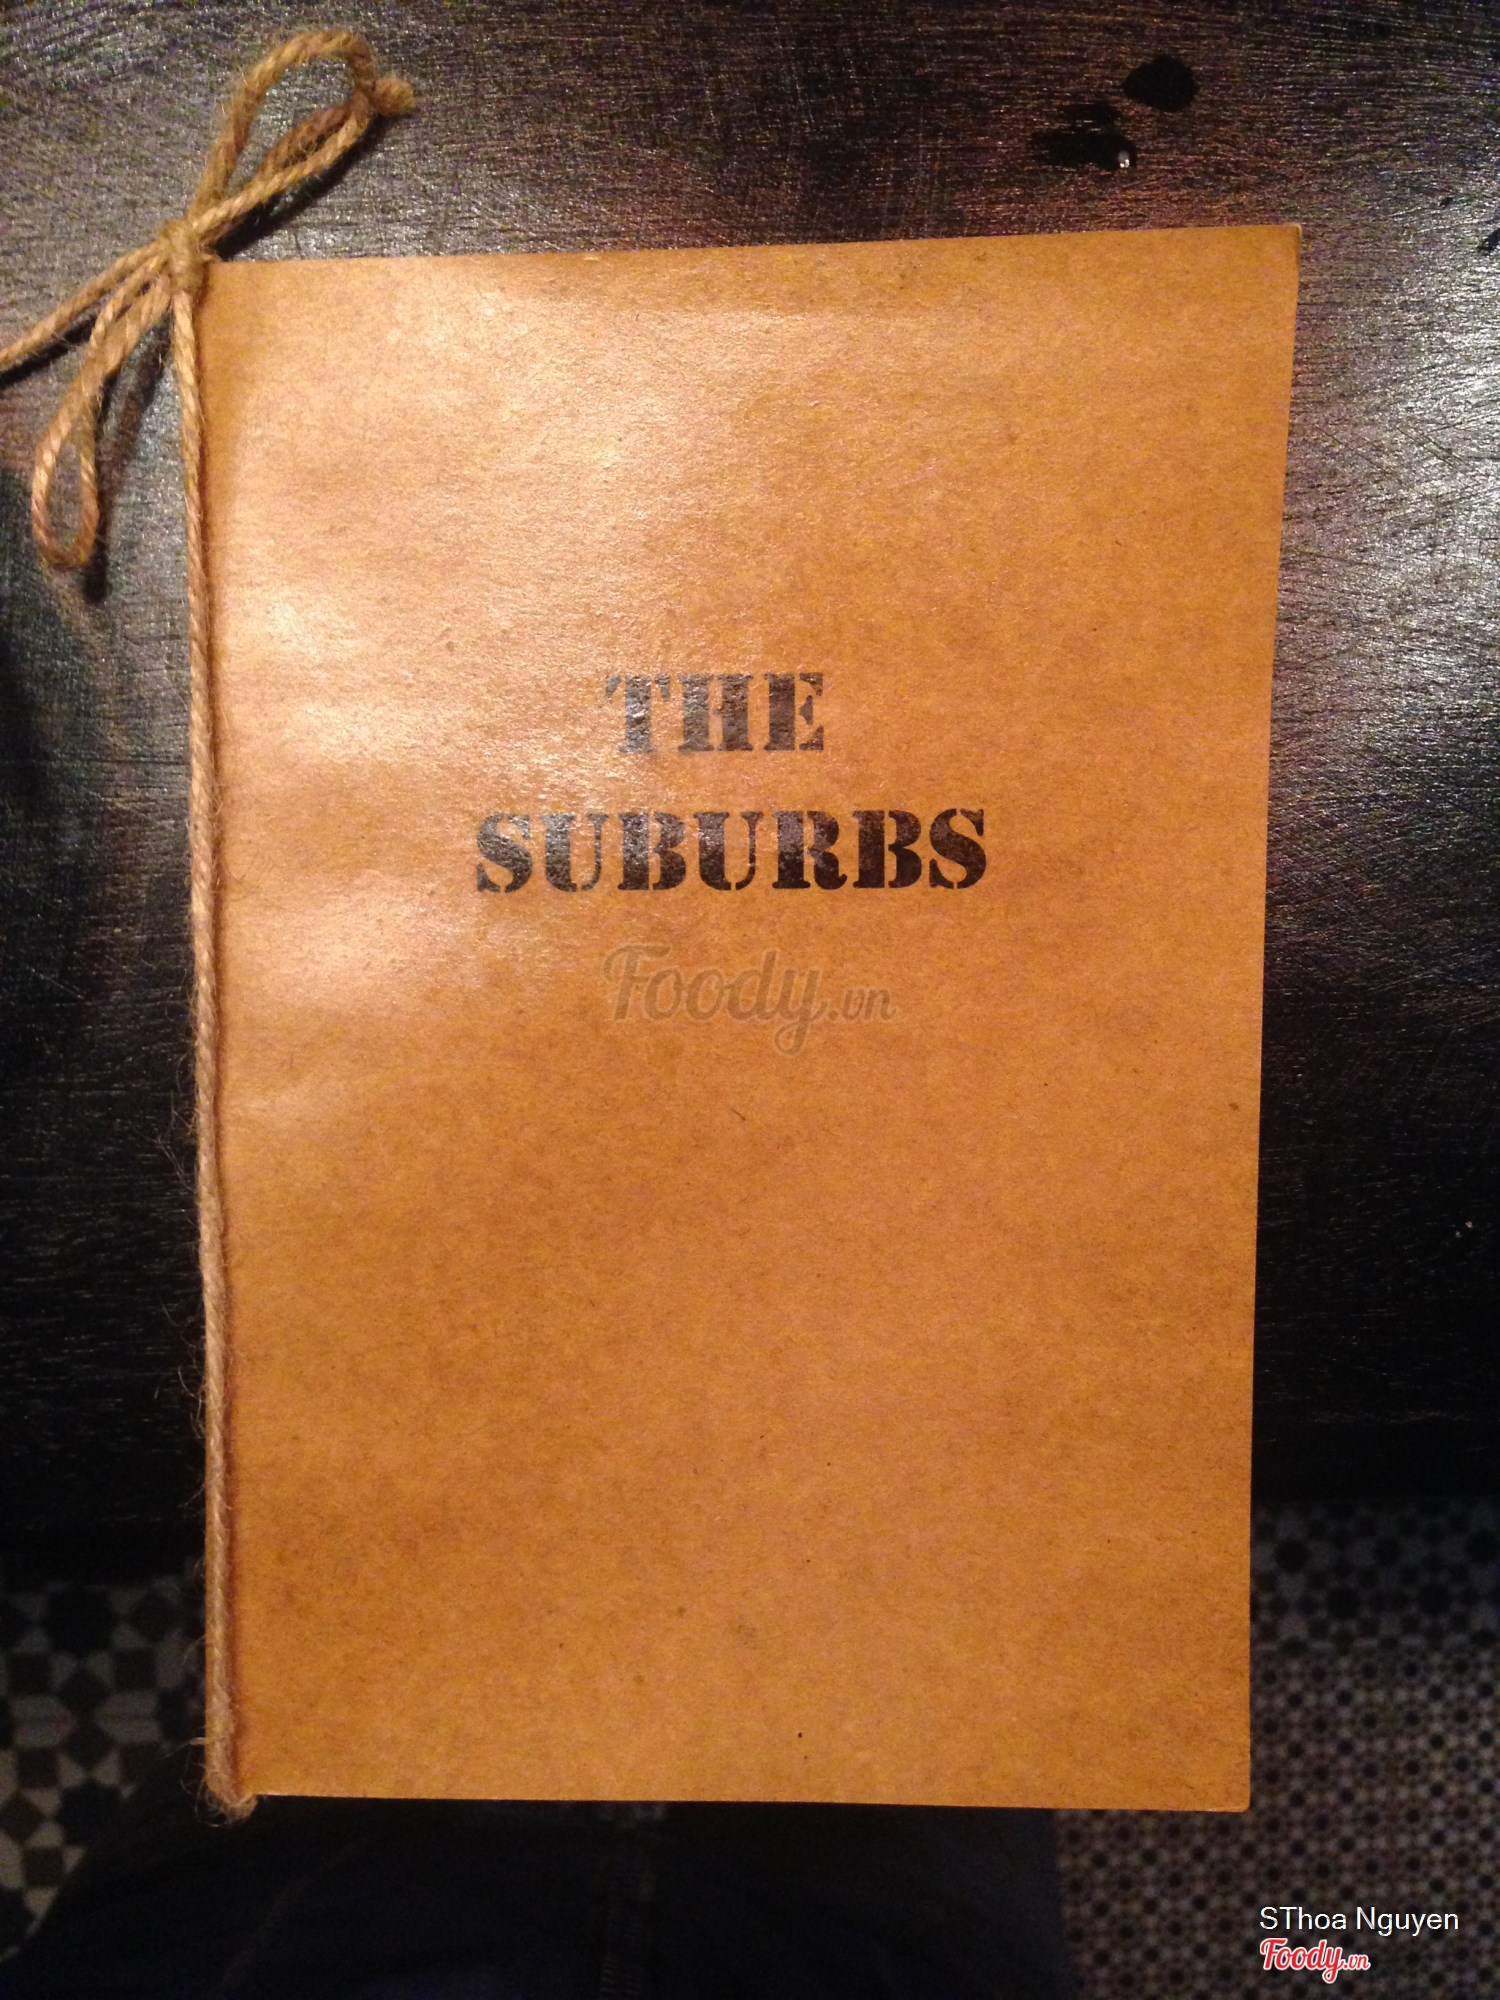 THE
SUBURBS
Foody.vn
SThoa Nguyen
Foody.vn